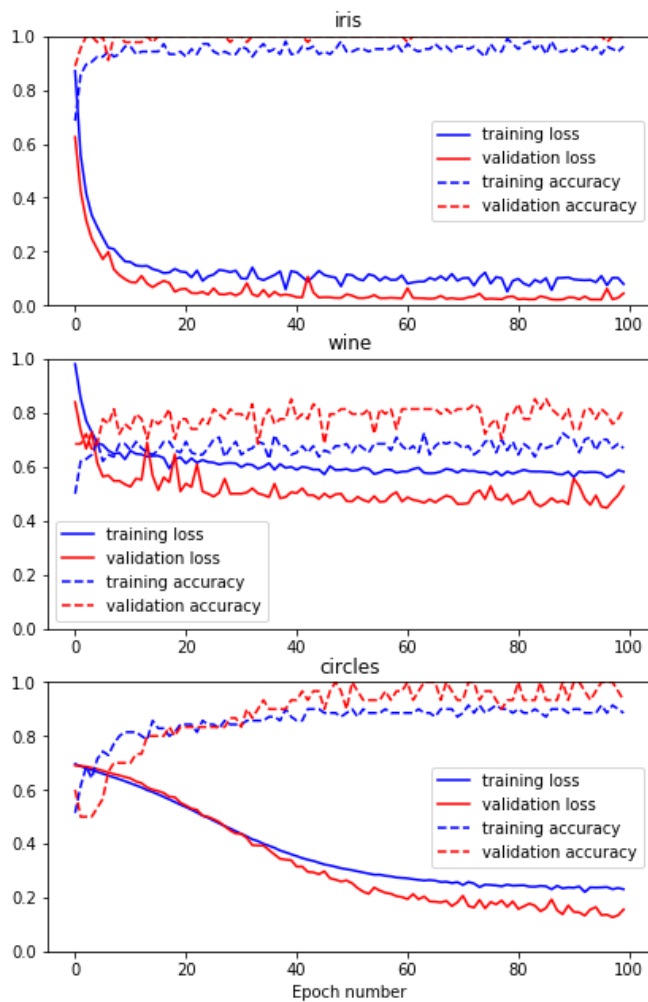 iris
1.0
0.8
0.6
0.4
0.2
0.0
training loss
validation loss
training accuracy
validation accuracy
0 20 40 60 80 100
wine
1.0
0.8
0.6
0.4
0.2
0.0
training loss
validation loss
training accuracy
validation accuracy
0 20 40 60 80 100
circles
1.0
0.8
0.6
0.4
0.2
0.0
training loss
validation loss
training accuracy
validation accuracy
0 20 40 60 80 100
Epoch number